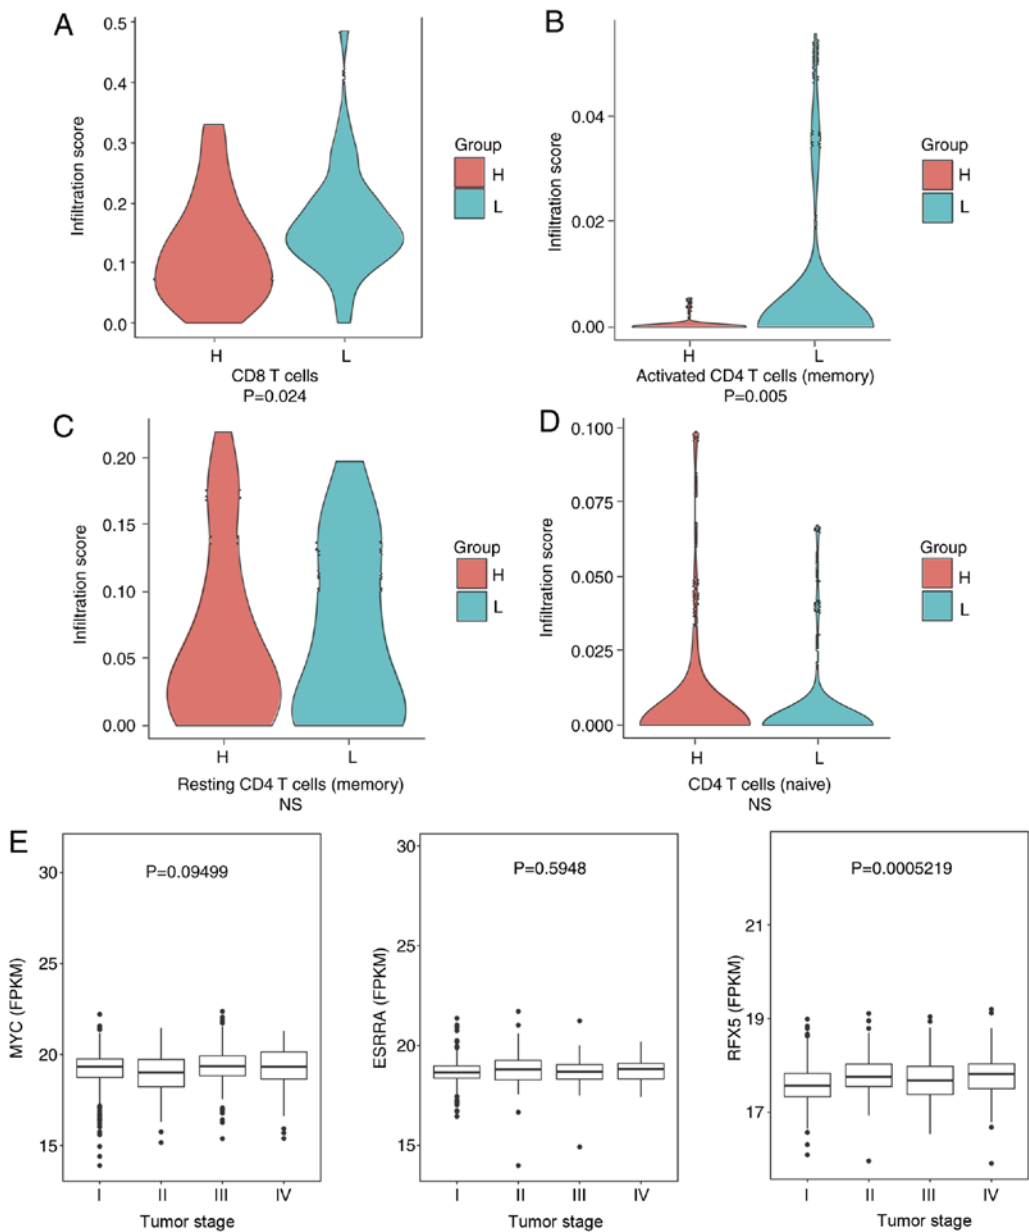 A
0.5
0.4
0.3
0.2
0.1
0.0
Infiltration score
H
L
CD8 T cells
P=0.024
Group
H
L
B
0.04
0.02
0.00
Infiltration score
H
L
Activated CD4 T cells (memory)
P=0.005
Group
H
L
C
0.20
0.15
0.10
0.05
0.00
Infiltration score
H
L
Resting CD4 T cells (memory)
NS
Group
H
L
D
0.100
0.075
0.050
0.025
0.000
Infiltration score
H
L
CD4 T cells (naive)
NS
Group
H
L
E
P=0.09499
30
25
20
15
MYC (FPKM)
I II III IV
Tumor stage
P=0.5948
30
25
20
15
ESRRA (FPKM)
I II III IV
Tumor stage
P=0.0005219
21
19
17
RFX5 (FPKM)
I II III IV
Tumor stage